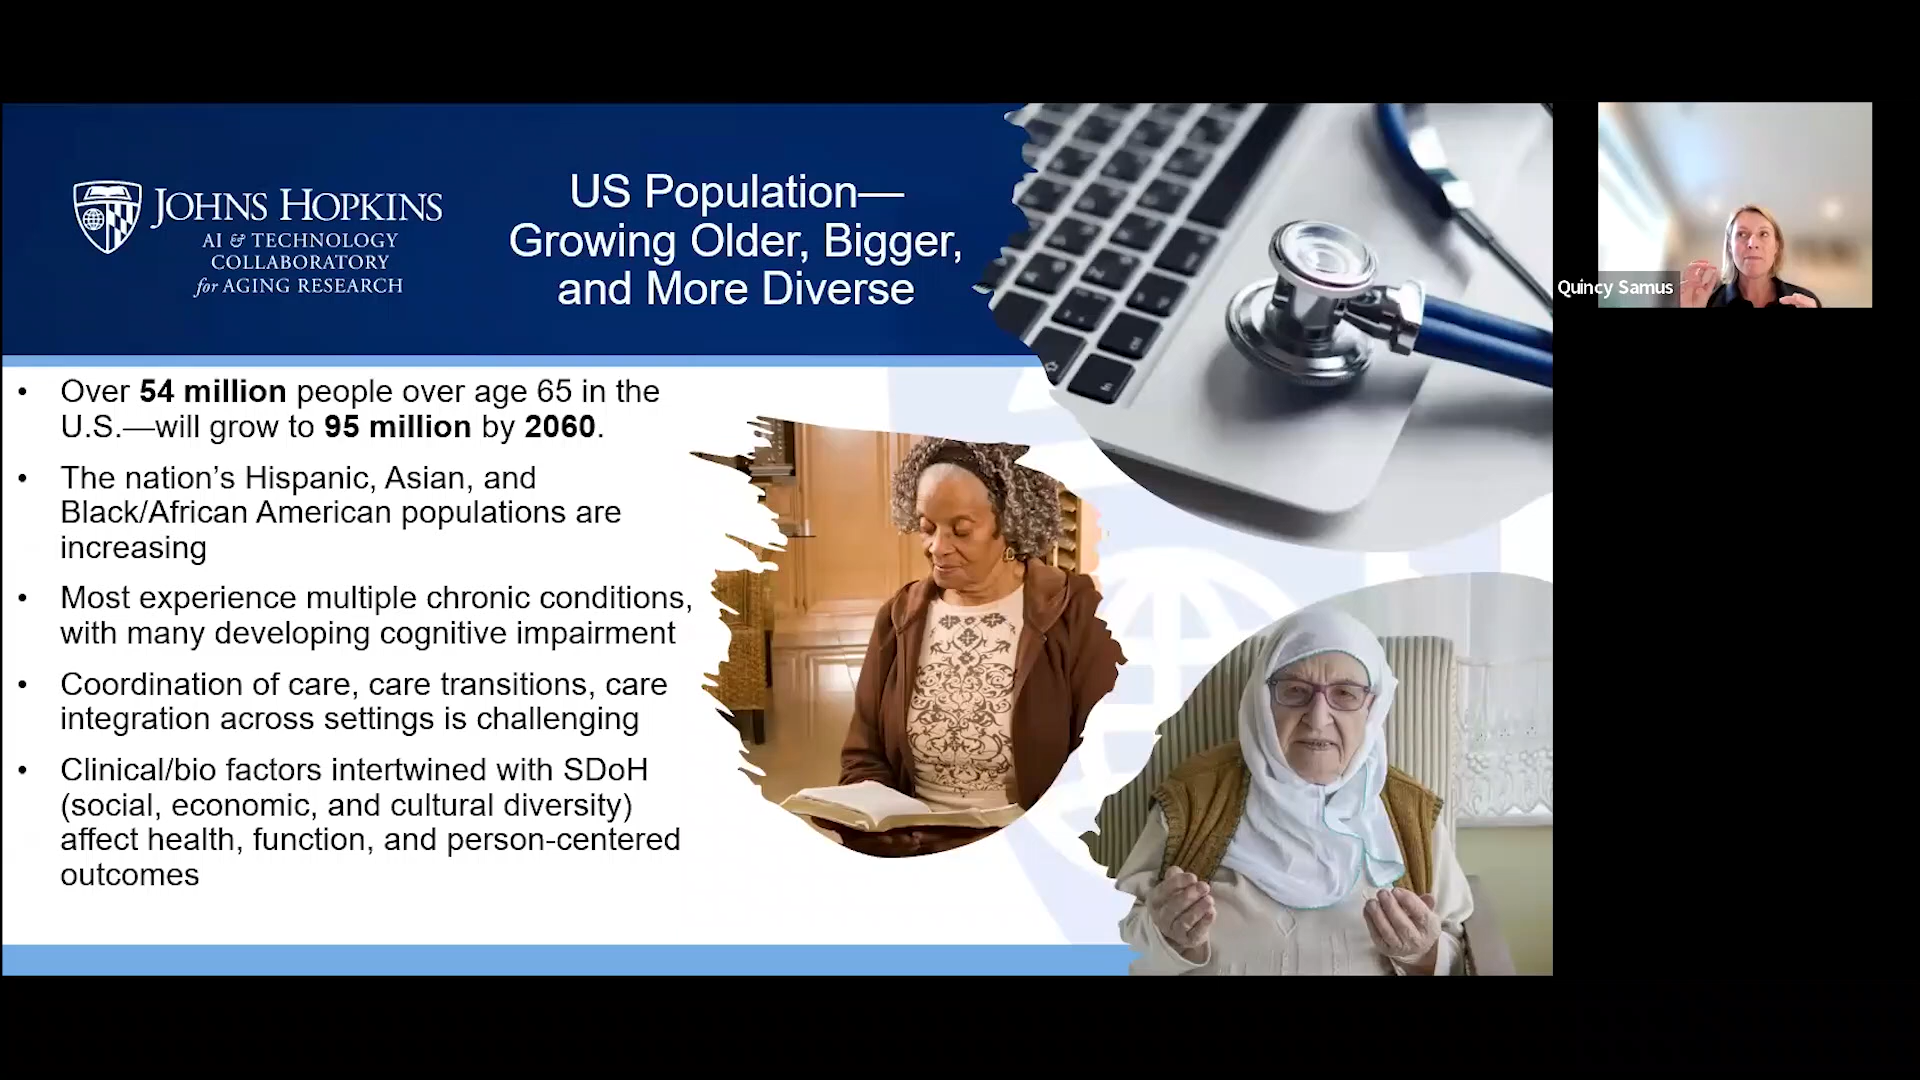 JOHNS HOPKINS
AI & TECHNOLOGY
COLLABORATORY
for AGING RESEARCH
US Population—
Growing Older, Bigger,
and More Diverse
• Over 54 million people over age 65 in the
U.S.—will grow to 95 million by 2060.
• The nation’s Hispanic, Asian, and
Black/African American populations are
increasing
• Most experience multiple chronic conditions,
with many developing cognitive impairment
• Coordination of care, care transitions, care
integration across settings is challenging
• Clinical/bio factors intertwined with SDoH
(social, economic, and cultural diversity)
affect health, function, and person-centered
outcomes
Quincy Samus